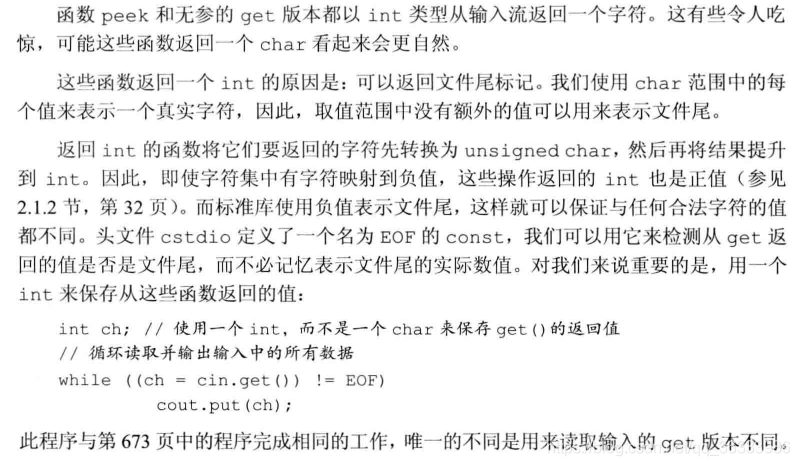 函数 peek 和无参的 get 版本都以 int 类型从输入流返回一个字符。这有些令人吃
惊，可能这些函数返回一个 char 看起来会更自然。
这些函数返回一个 int 的原因是：可以返回文件尾标记。我们使用 char 范围中的每
个值来表示一个真实字符，因此，取值范围中没有额外的值可以用来表示文件尾。
返回 int 的函数将它们要返回的字符先转换为 unsigned char，然后再将结果提升
到 int。因此，即使字符集中有字符映射到负值，这些操作返回的 int 也是正值（参见
2.1.2 节，第 32 页）。而标准库使用负值表示文件尾，这样就可以保证与任何合法字符的值
都不同。头文件 cstdio 定义了一个名为 EOF 的 const，我们可以用它来检测从 get 返
回的值是否是文件尾，而不必记忆表示文件尾的实际数值。对我们来说重要的是，用一个
int 来保存从这些函数返回的值：
int ch; // 使用一个 int, 而不是一个 char 来保存 get()的返回值
// 循环读取并输出输入中的所有数据
while ((ch = cin.get()) != EOF)
cout.put(ch);
此程序与第 673 页中的程序完成相同的工作，唯一的不同是用来读取输入的 get 版本不同。